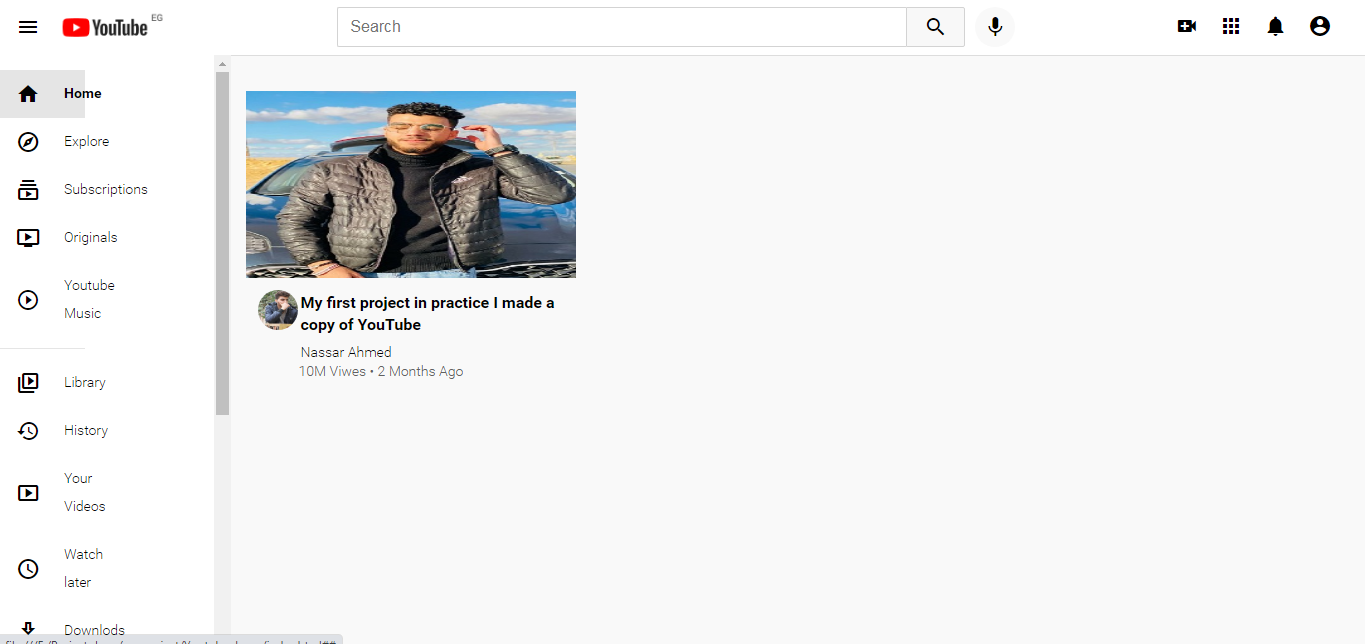 YouTube EG
Search
Home
Explore
Subscriptions
Originals
Youtube
Music
Library
History
Your
Videos
Watch
later
Downlods
My first project in practice I made a
copy of YouTube
Nassar Ahmed
10M Viwes • 2 Months Ago